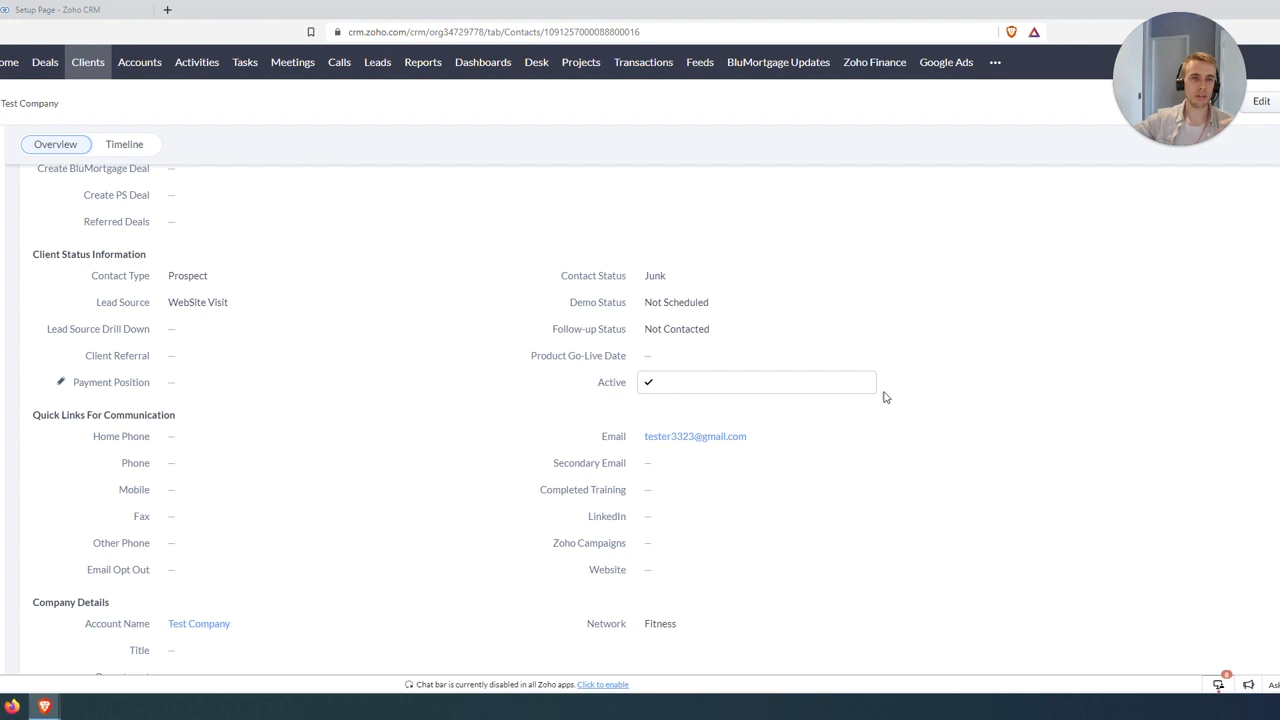 Setup Page - Zoho CRM
crm.zoho.com/crm/org34729778/tab/Contacts/1091257000088800016
ome Deals Clients Accounts Activities Tasks Meetings Calls Leads Reports Dashboards Desk Projects Transactions Feeds BluMortgage Updates Zoho Finance Google Ads
Test Company
Edit
Overview Timeline
Create BluMortgage Deal —
Create PS Deal —
Referred Deals —
Client Status Information
Contact Type Prospect Contact Status Junk
Lead Source WebSite Visit Demo Status Not Scheduled
Lead Source Drill Down — Follow-up Status Not Contacted
Client Referral — Product Go-Live Date —
Payment Position — Active ✓
Quick Links For Communication
Home Phone — Email tester3323@gmail.com
Phone — Secondary Email —
Mobile — Completed Training —
Fax — LinkedIn —
Other Phone — Zoho Campaigns —
Email Opt Out — Website —
Company Details
Account Name Test Company Network Fitness
Title —
Chat bar is currently disabled in all Zoho apps. Click to enable
Ask